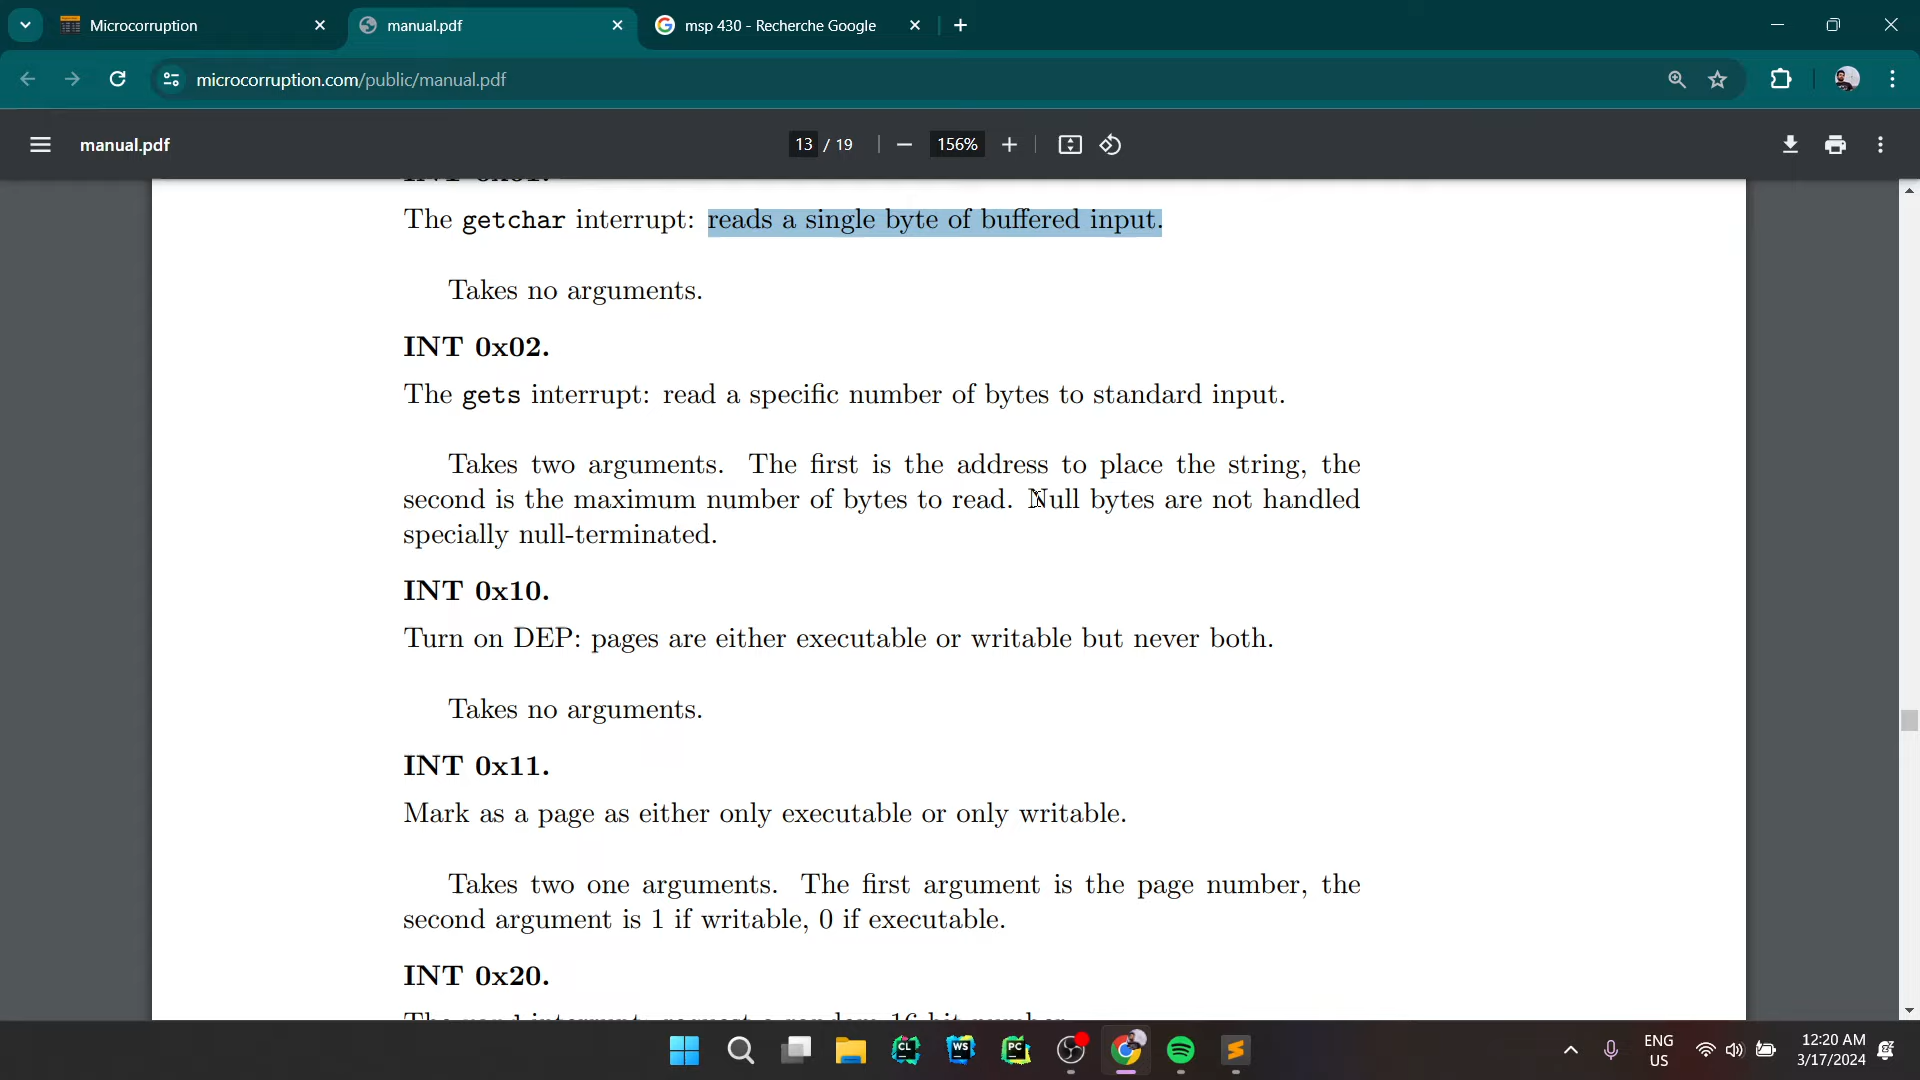 Microcorruption
manual.pdf
msp 430 - Recherche Google
microcorruption.com/public/manual.pdf
manual.pdf
13 / 19
156%
The getchar interrupt: reads a single byte of buffered input.
Takes no arguments.
INT 0x02.
The gets interrupt: read a specific number of bytes to standard input.
Takes two arguments. The first is the address to place the string, the
second is the maximum number of bytes to read. Null bytes are not handled
specially null-terminated.
INT 0x10.
Turn on DEP: pages are either executable or writable but never both.
Takes no arguments.
INT 0x11.
Mark as a page as either only executable or only writable.
Takes two one arguments. The first argument is the page number, the
second argument is 1 if writable, 0 if executable.
INT 0x20.
CL
WS
PC
ENG
US
12:20 AM
3/17/2024